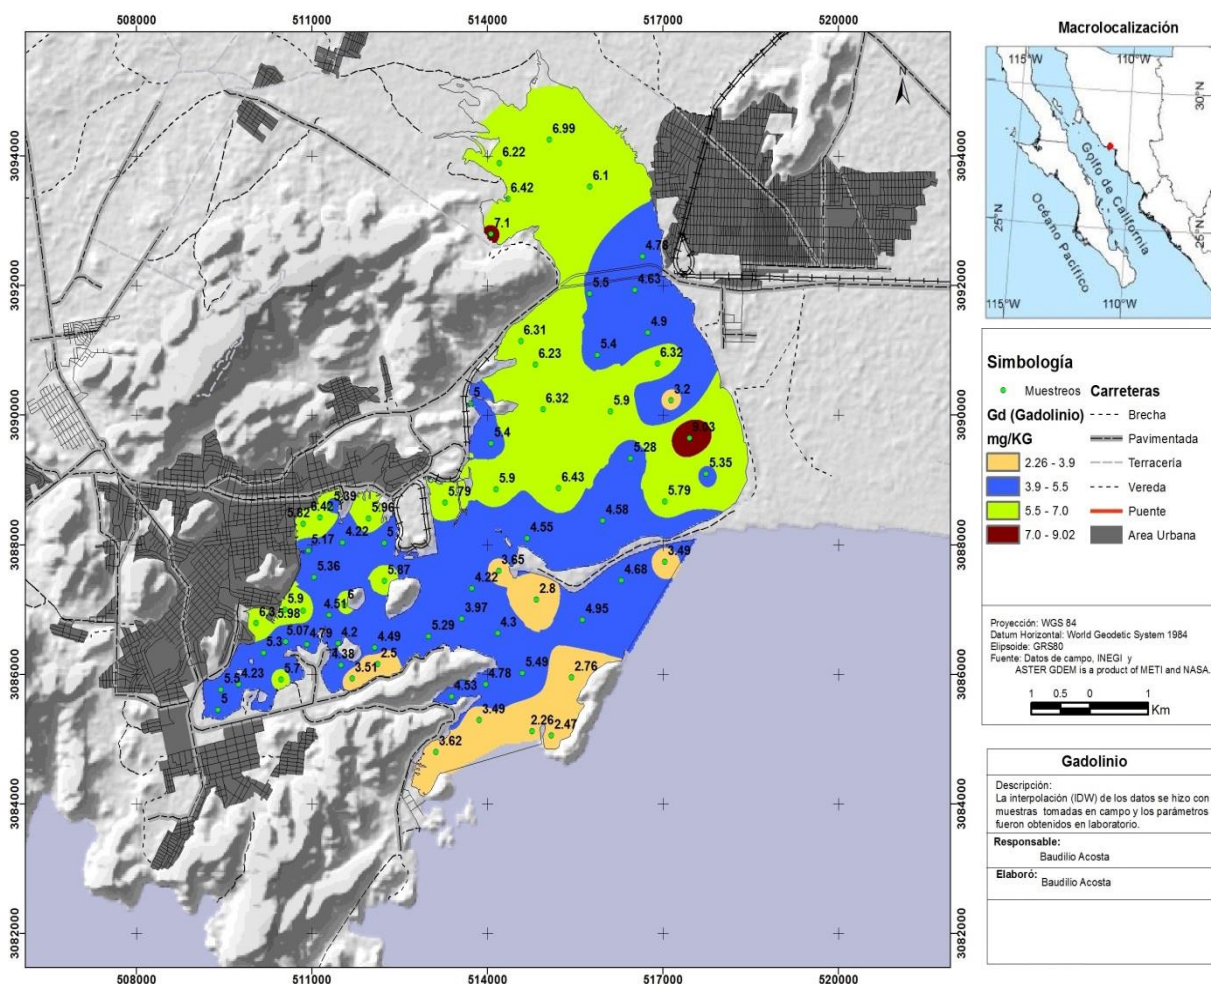 508000 511000 514000 517000 520000
3094000 3094000
3092000 3092000
3090000 3090000
3088000 3088000
3086000 3086000
3084000 3084000
3082000 3082000
508000 511000 514000 517000 520000
N
6.99
6.22
6.1
6.42
7.1
4.78
5.5
4.63
4.9
6.31
5.4
6.23
6.32
5
3.2
6.32
5.9
9.03
5.4
5.28
5.35
5.9
6.43
5.79
5.79
5.39
6.42
5.96
5.82
4.58
4.22
5.17
5
4.55
3.49
5.36
5.87
3.65
4.68
4.22
2.8
5.9
6
4.51
5.98
6.3
3.97
4.95
4.3
5.29
5.07
4.79
4.2
4.49
5.3
4.38
2.5
5.49
2.76
5.7
3.51
4.78
4.23
5.5
4.53
5
3.49
2.26
2.47
3.62
Macrolocalización
115°W 110°W
30°N
25°N 25°N
Golfo de California
Océano Pacífico
115°W 110°W
Simbología
Muestreos
Gd (Gadolinio)
mg/KG
2.26 - 3.9
3.9 - 5.5
5.5 - 7.0
7.0 - 9.02
Carreteras
Brecha
Pavimentada
Terracería
Vereda
Puente
Area Urbana
Proyección: WGS 84
Datum Horizontal: World Geodetic System 1984
Elipsoide: GRS80
Fuente: Datos de campo, INEGI y
ASTER GDEM is a product of METI and NASA.
1 0.5 0 1
Km
Gadolinio
Descripción:
La interpolación (IDW) de los datos se hizo con
muestras tomadas en campo y los parámetros
fueron obtenidos en laboratorio.
Responsable:
Baudilio Acosta
Elaboró:
Baudilio Acosta